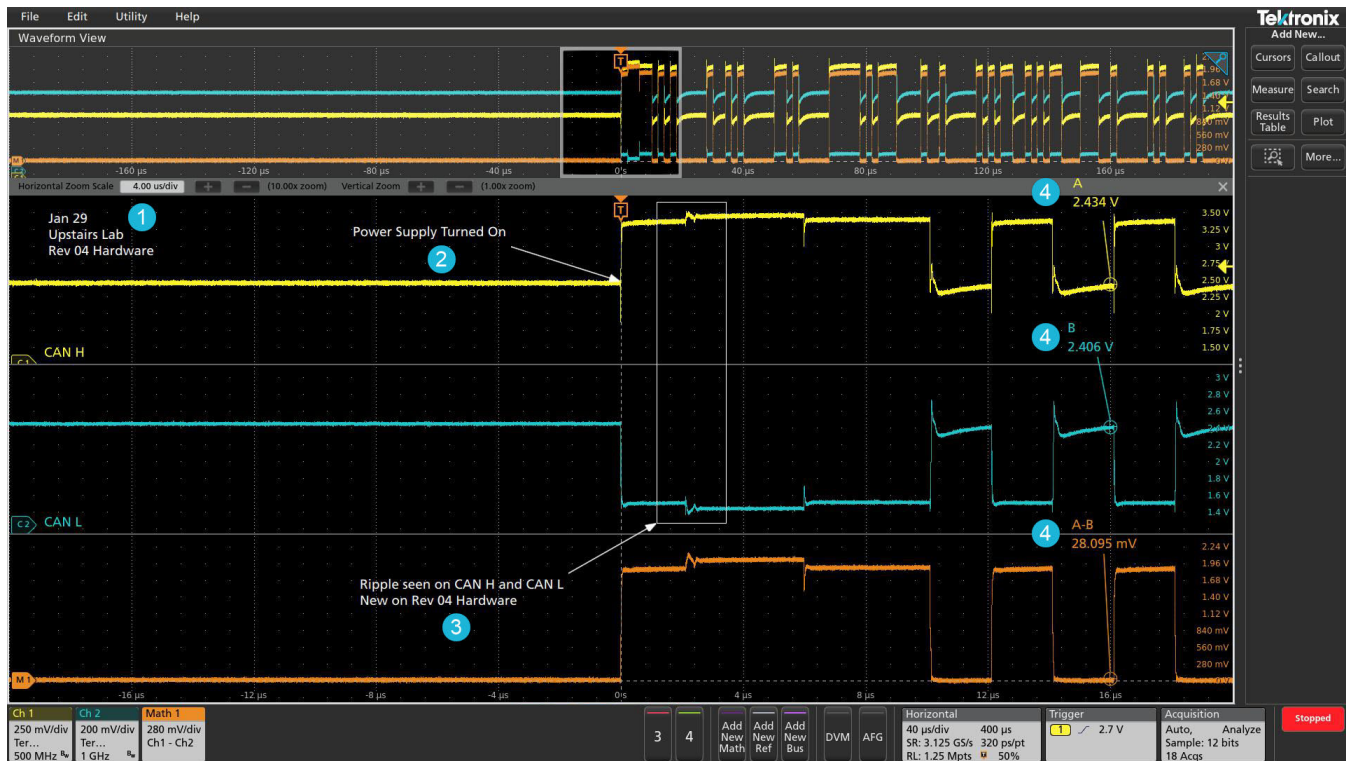 File Edit Utility Help
Tektronix
Waveform View
Add New...
Cursors Callout
Measure Search
Results Table Plot
More...
T
1.96
1.12
560 mV
280 mV
M 1
-160 µs -120 µs -80 µs -40 µs 0 s 40 µs 80 µs 120 µs 160 µs
Horizontal Zoom Scale 4.00 us/div + − (10.00x zoom) Vertical Zoom + − (1.00x zoom)
Jan 29
Upstairs Lab
Rev 04 Hardware
1
Power Supply Turned On
2
T
4
A
2.434 V
3.50 V
3.25 V
3 V
2.75
2.50 V
2.25 V
2 V
1.75 V
1.50 V
CAN H
4
B
2.406 V
3 V
2.8 V
2.6 V
2.2 V
2 V
1.8 V
1.6 V
1.4 V
C 2 CAN L
4
A-B
28.095 mV
2.24 V
1.96 V
1.68 V
1.40 V
1.12 V
840 mV
560 mV
280 mV
Ripple seen on CAN H and CAN L
New on Rev 04 Hardware
3
M 1
-16 µs -12 µs -8 µs -4 µs 0 s 4 µs 8 µs 12 µs 16 µs
Ch 1
250 mV/div
Ter...
500 MHz Bw
Ch 2
200 mV/div
Ter...
1 GHz Bw
Math 1
280 mV/div
Ch1 - Ch2
3
4
Add New Math
Add New Ref
Add New Bus
DVM
AFG
Horizontal
40 µs/div 400 µs
SR: 3.125 GS/s 320 ps/pt
RL: 1.25 Mpts 50%
Trigger
1 2.7 V
Acquisition
Auto, Analyze
Sample: 12 bits
18 Acqs
Stopped